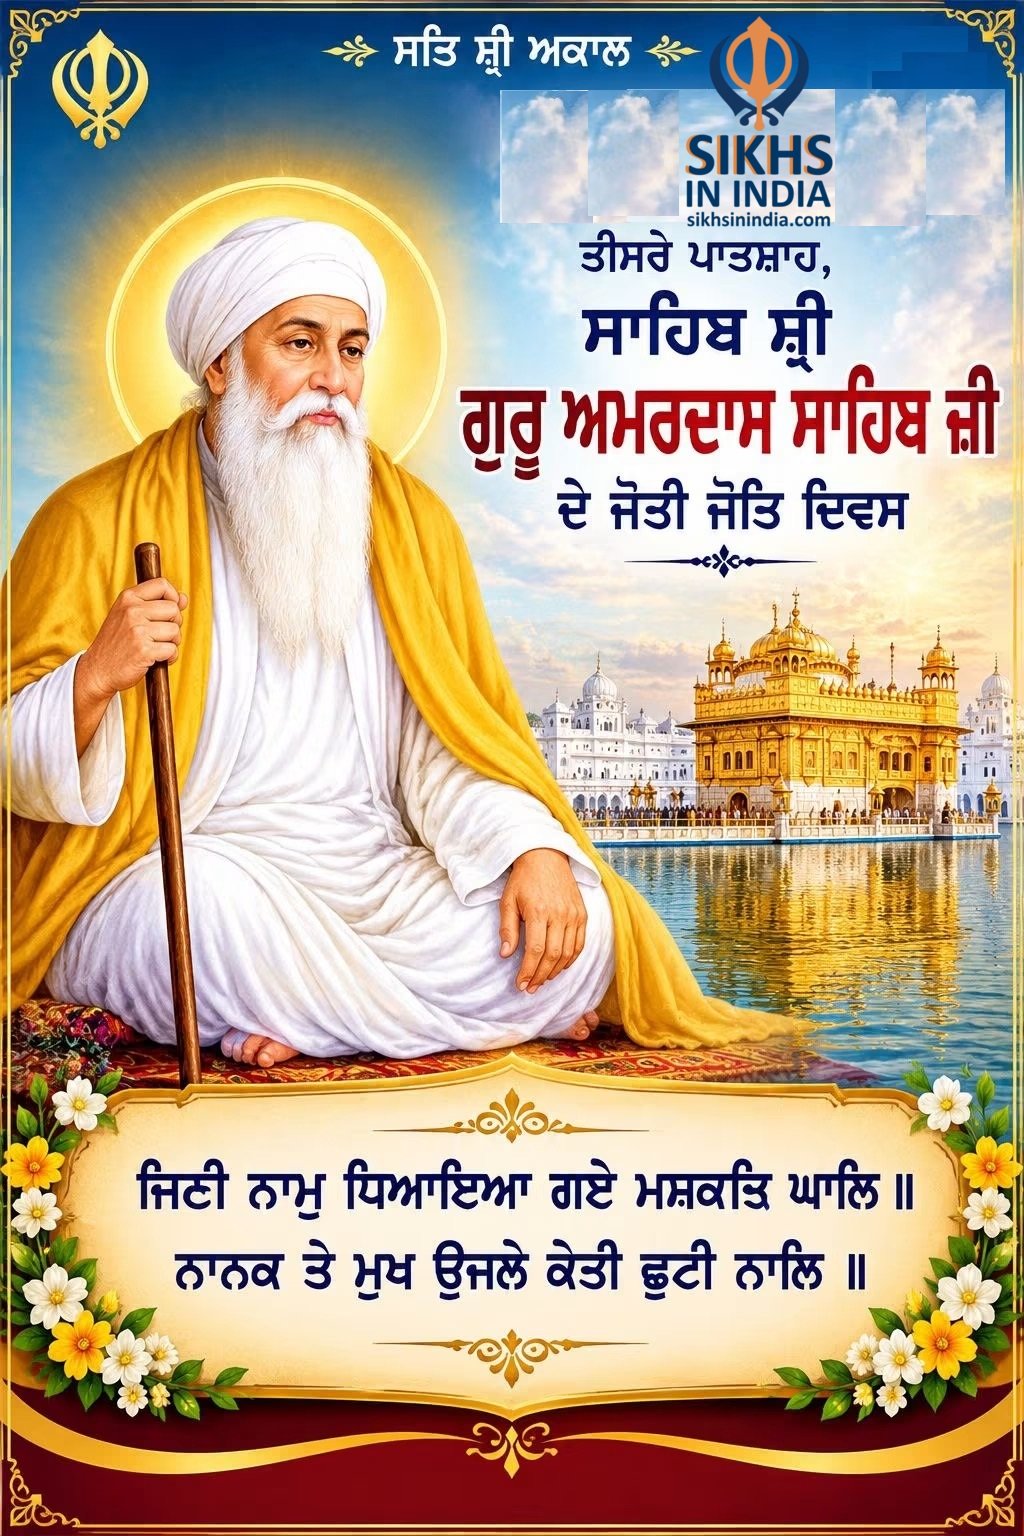 ਸਤਿ ਸ਼੍ਰੀ ਅਕਾਲ
SIKHS
IN INDIA
sikhsinindia.com
ਤੀਸਰੇ ਪਾਤਸ਼ਾਹ,
ਸਾਹਿਬ ਸ਼੍ਰੀ
ਗੁਰੂ ਅਮਰਦਾਸ ਸਾਹਿਬ ਜ਼ੀ
ਦੇ ਜੋਤੀ ਜੋਤਿ ਦਿਵਸ
ਜਿਨੀ ਨਾਮੁ ਧਿਆਇਆ ਗਏ ਮਸ਼ਕਤਿ ਘਾਲਿ ॥
ਨਾਨਕ ਤੇ ਮੁਖ ਉਜਲੇ ਕੇਤੀ ਛੁਟੀ ਨਾਲਿ ॥